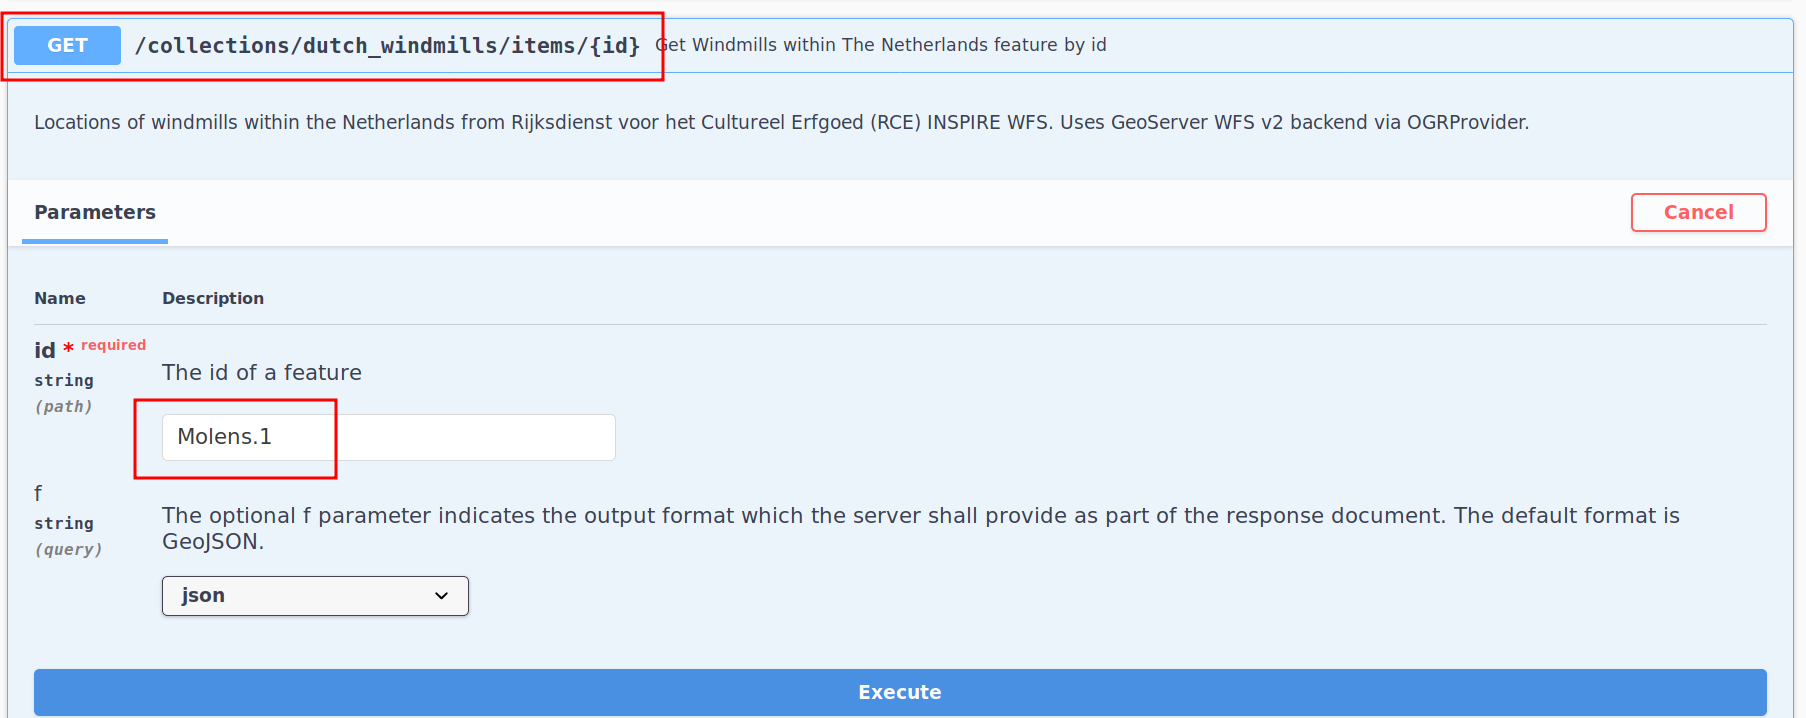 GET /collections/dutch_windmills/items/{id} Get Windmills within The Netherlands feature by id
Locations of windmills within the Netherlands from Rijksdienst voor het Cultureel Erfgoed (RCE) INSPIRE WFS. Uses GeoServer WFS v2 backend via OGRProvider.
Parameters Cancel
Name Description
id * required
string
(path)
The id of a feature
Molens.1
f
string
(query)
The optional f parameter indicates the output format which the server shall provide as part of the response document. The default format is
GeoJSON.
json
Execute